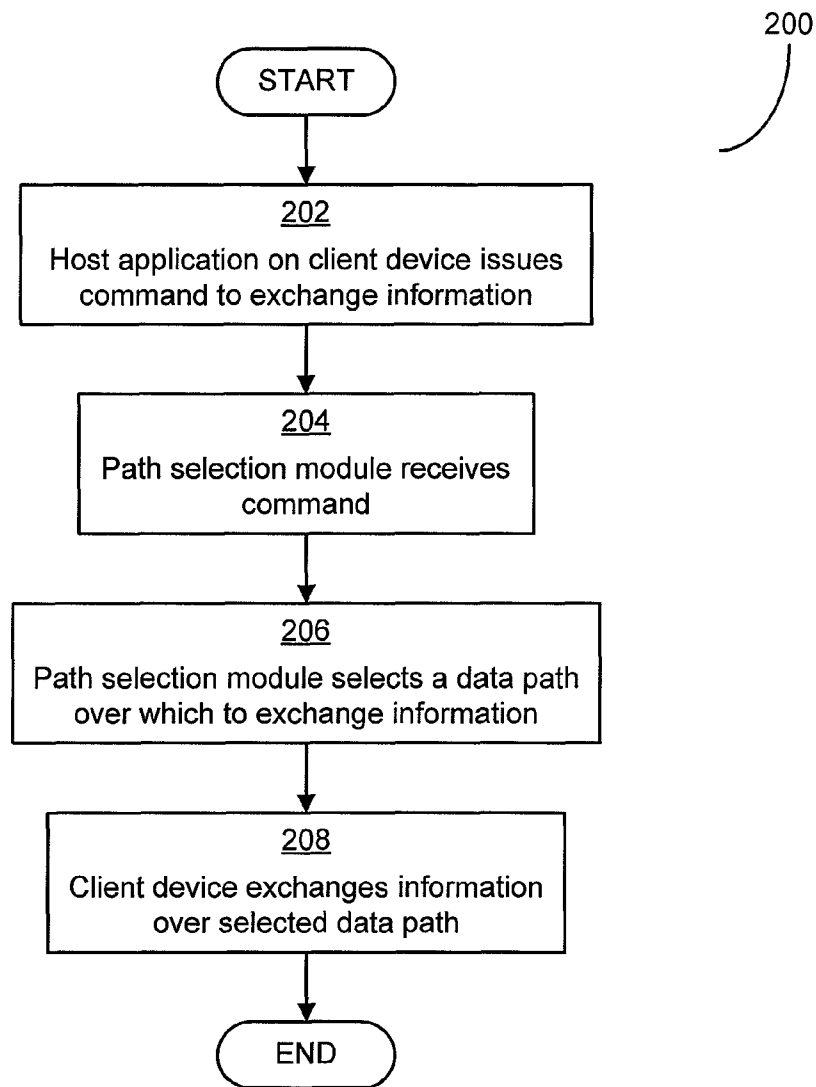 200
START
202
Host application on client device issues
command to exchange information
204
Path selection module receives
command
206
Path selection module selects a data path
over which to exchange information
208
Client device exchanges information
over selected data path
END